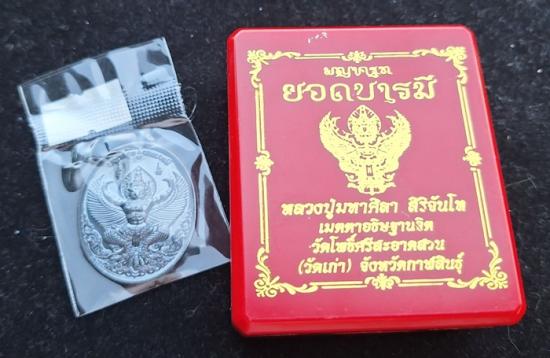 พญาครุฑ
ยอดบารมี
หลวงปู่มหาศิลา สิริจันโท
เมตตาอธิษฐานจิต
วัดโพธิ์ศรีสะอาดสวน
(วัดเก่า) จังหวัดกาฬสินธุ์